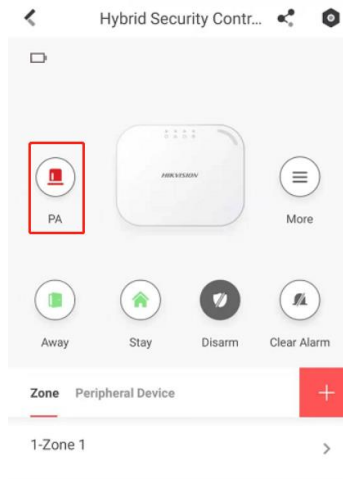 Hybrid Security Contr...
HIKVISION
PA
More
Away Stay Disarm Clear Alarm
Zone Peripheral Device +
1-Zone 1